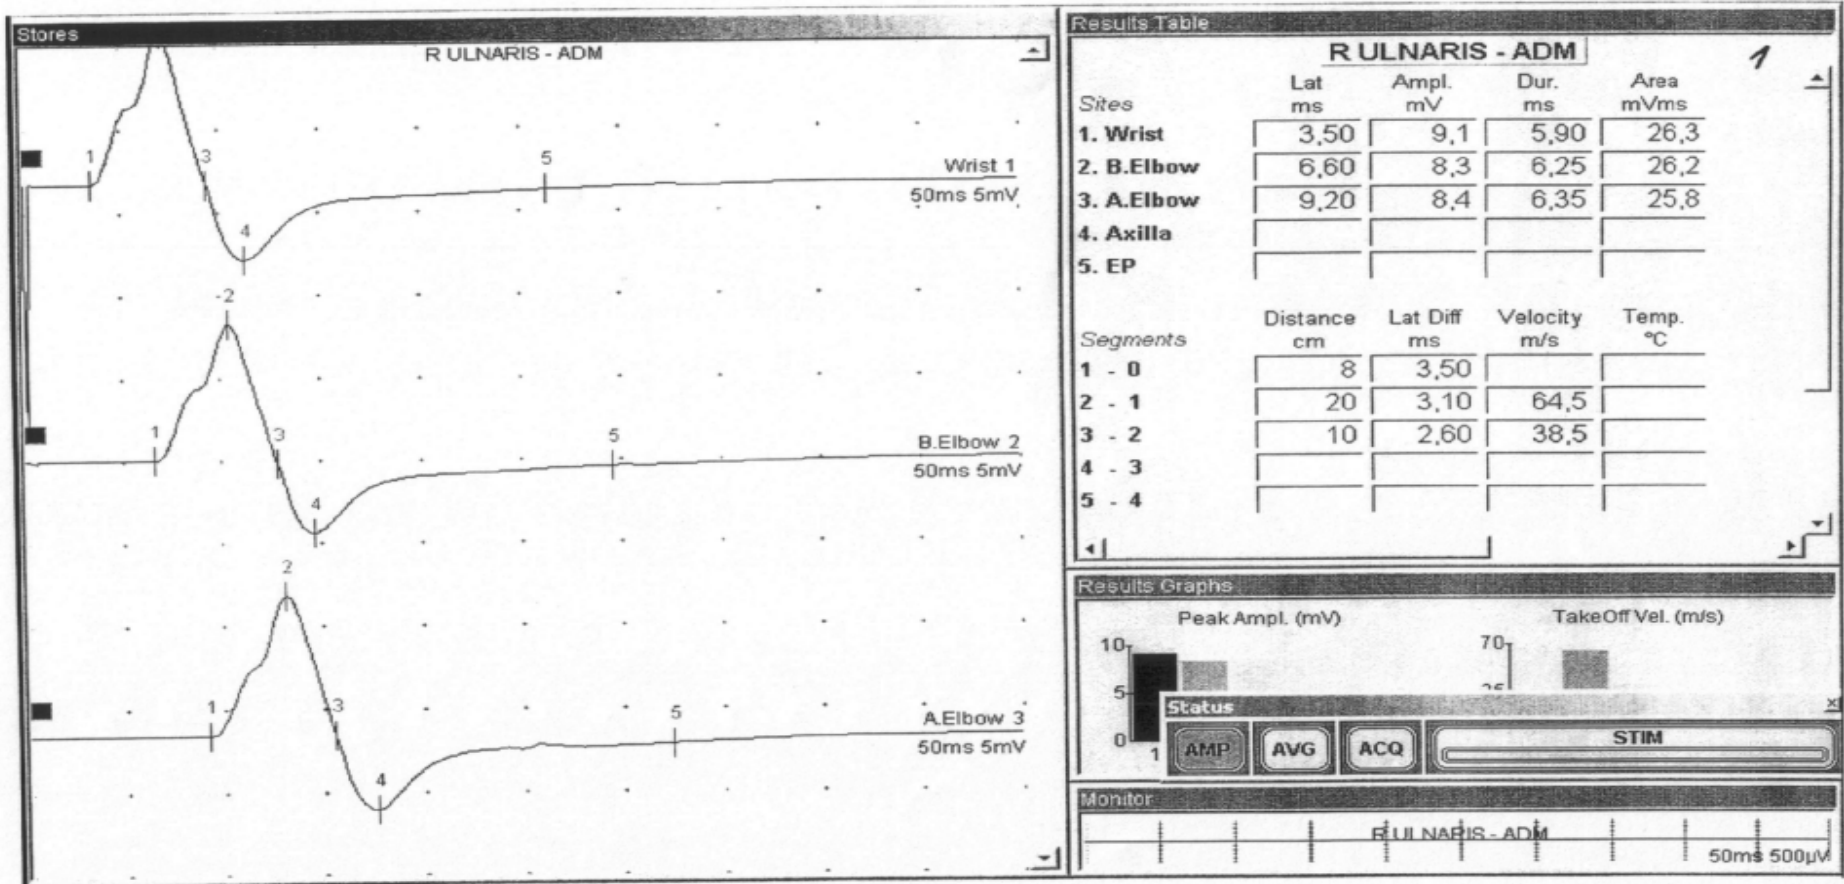 Stores
R ULNARIS - ADM
1
3
4
5
Wrist 1
50ms 5mV
2
1
3
4
5
B.Elbow 2
50ms 5mV
2
1
3
4
5
A.Elbow 3
50ms 5mV
Results Table
R ULNARIS - ADM
1
Sites Lat Ampl. Dur. Area
ms mV ms mVms
1. Wrist 3,50 9,1 5,90 26,3
2. B.Elbow 6,60 8,3 6,25 26,2
3. A.Elbow 9,20 8,4 6,35 25,8
4. Axilla
5. EP
Segments Distance Lat Diff Velocity Temp.
cm ms m/s °C
1 - 0 8 3,50
2 - 1 20 3,10 64,5
3 - 2 10 2,60 38,5
4 - 3
5 - 4
Results Graphs
Peak Ampl. (mV)
10
5
0
1
TakeOff Vel. (m/s)
70
Status
AMP AVG ACQ STIM
Monitor
R ULNARIS - ADM
50ms 500µV